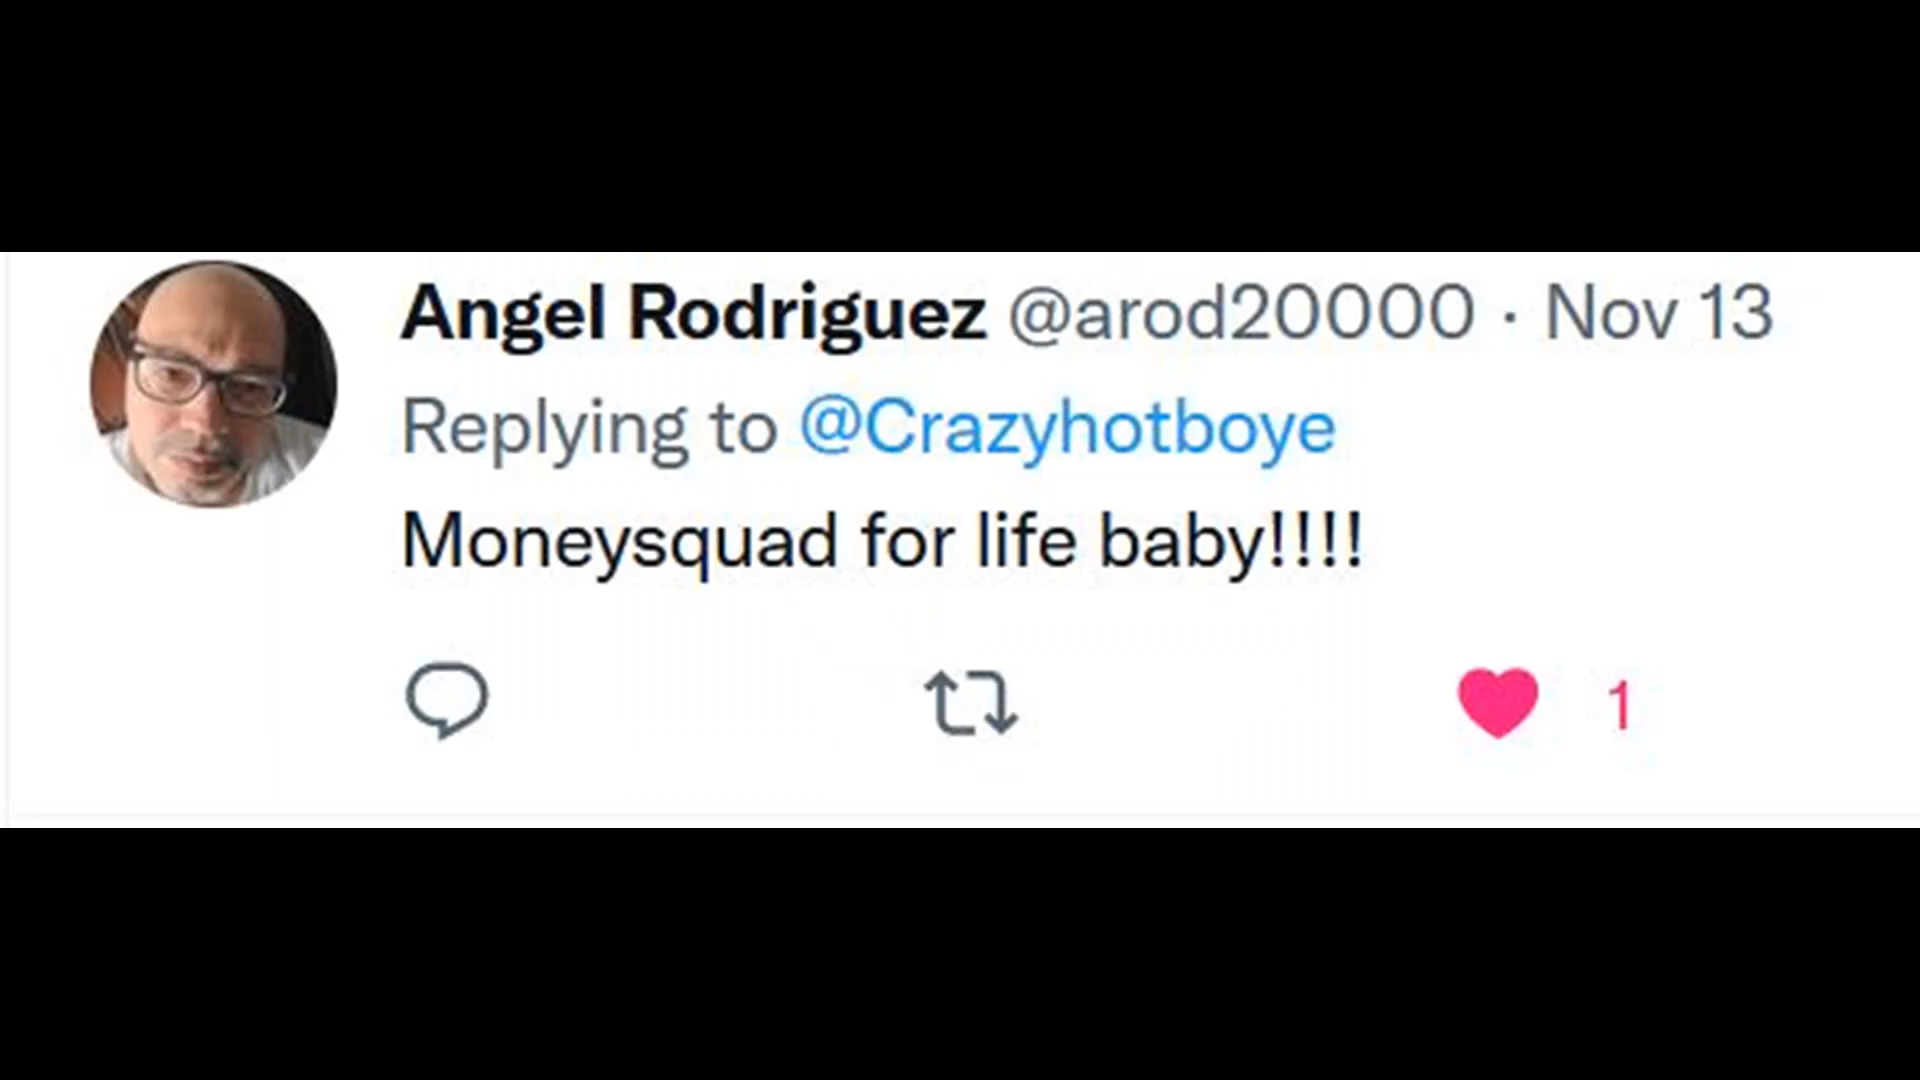 Angel Rodriguez @arod20000 · Nov 13
Replying to @Crazyhotboye
Moneysquad for life baby!!!!
1